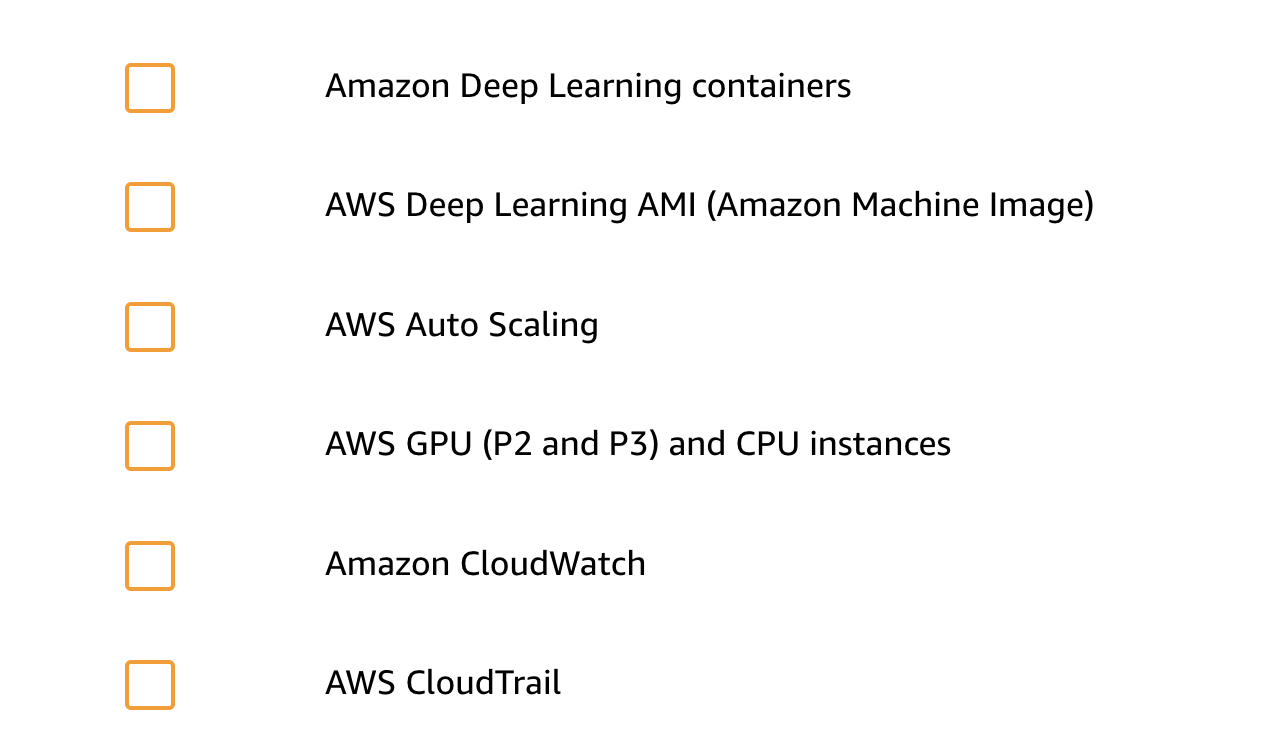 Amazon Deep Learning containers
AWS Deep Learning AMI (Amazon Machine Image)
AWS Auto Scaling
AWS GPU (P2 and P3) and CPU instances
Amazon CloudWatch
AWS CloudTrail